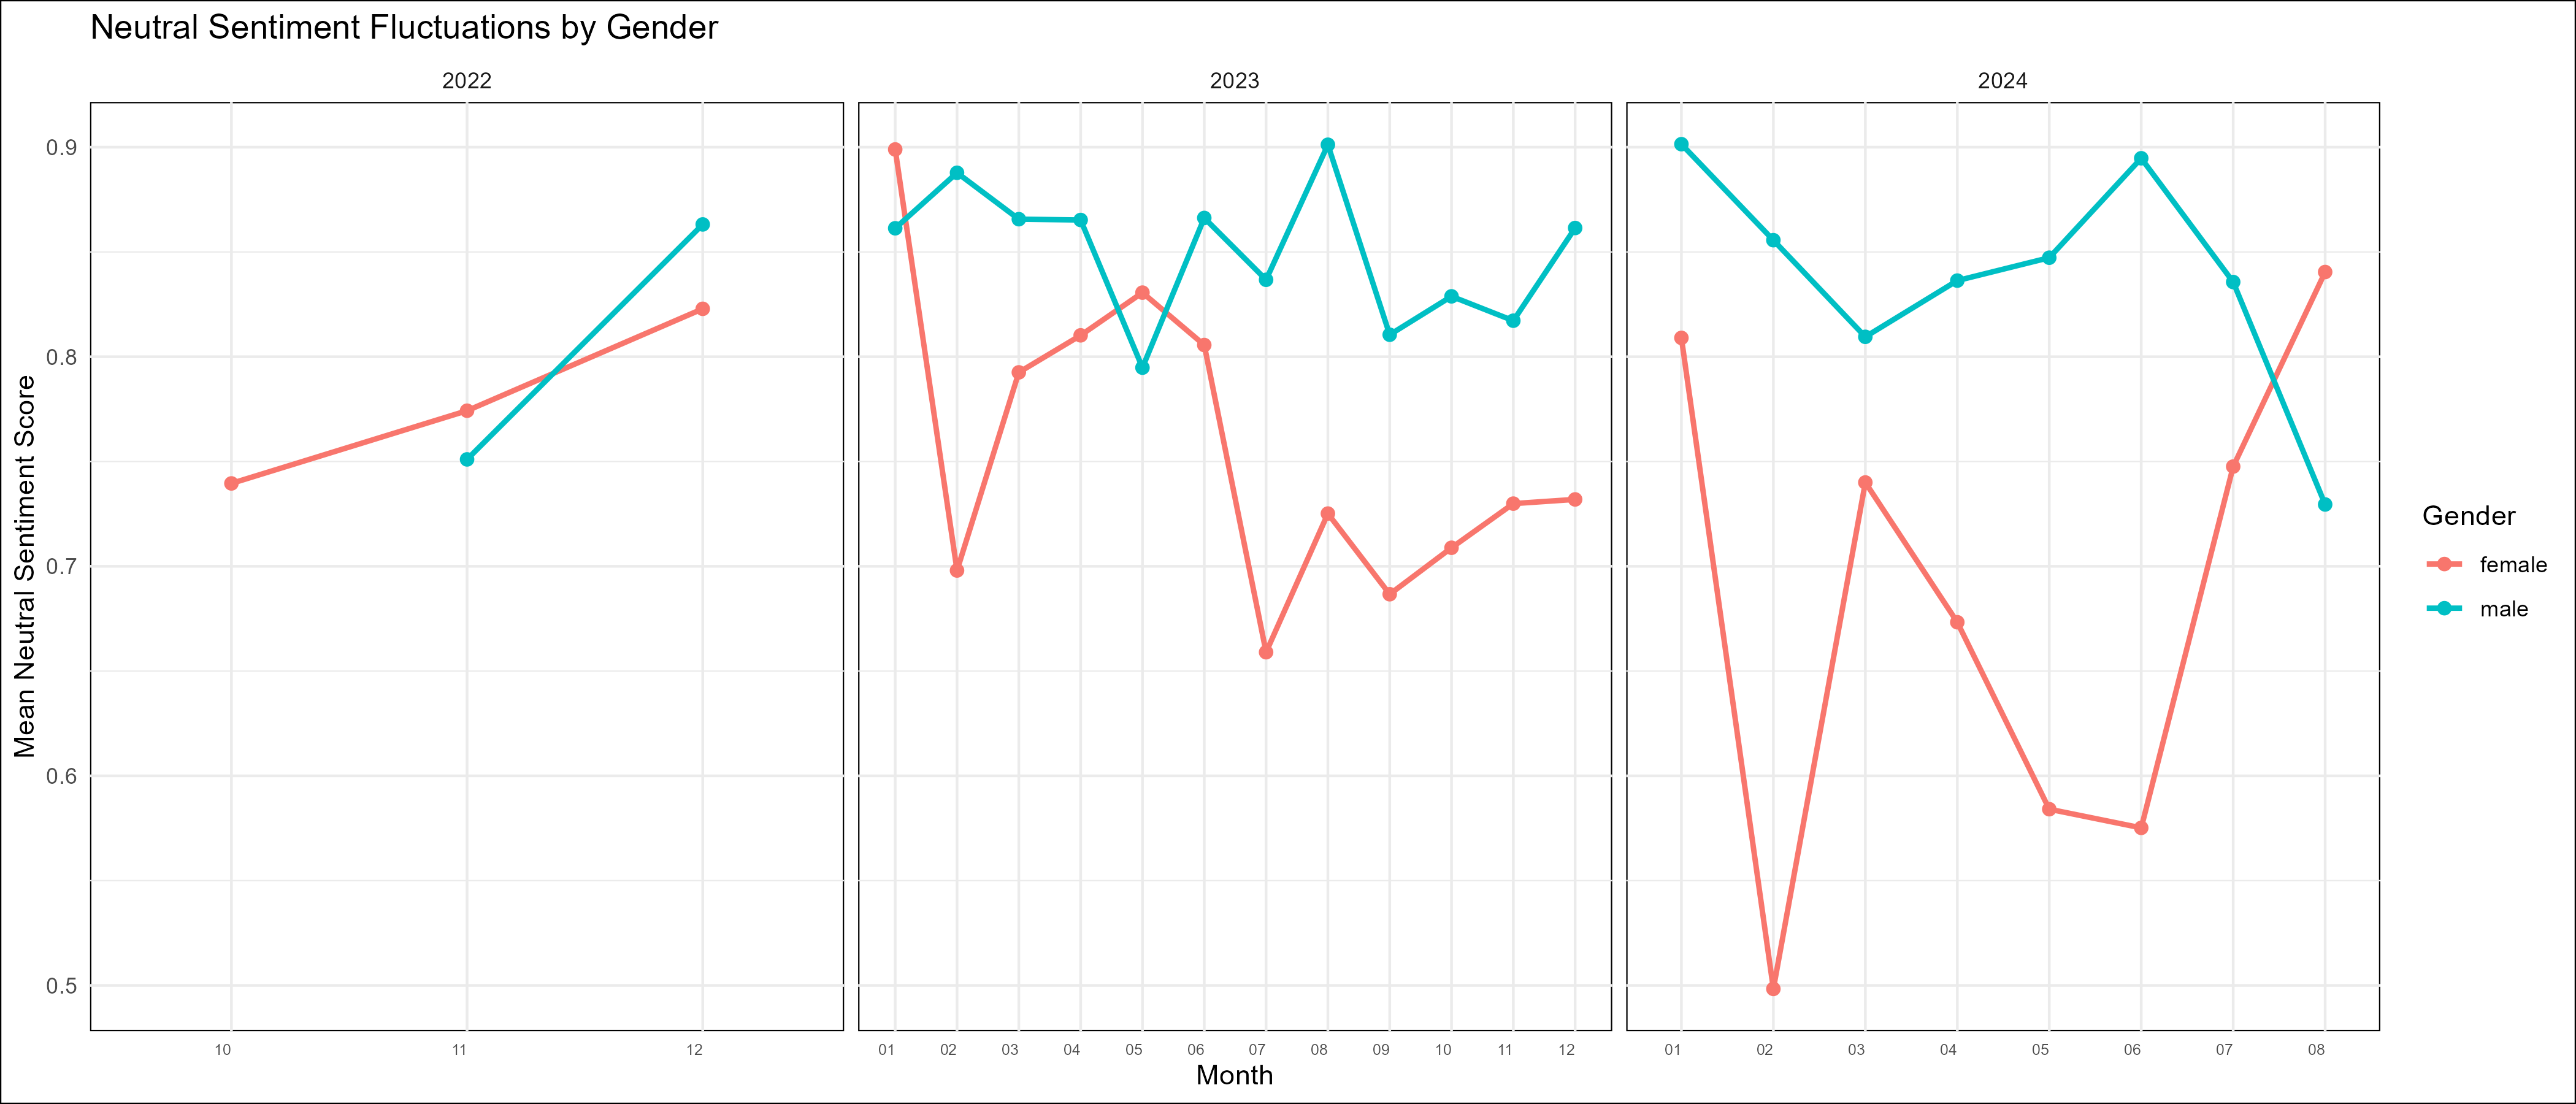 Neutral Sentiment Fluctuations by Gender
2022 2023 2024
Mean Neutral Sentiment Score
0.9
0.8
0.7
0.6
0.5
10 11 12 01 02 03 04 05 06 07 08 09 10 11 12 01 02 03 04 05 06 07 08
Month
Gender
female
male